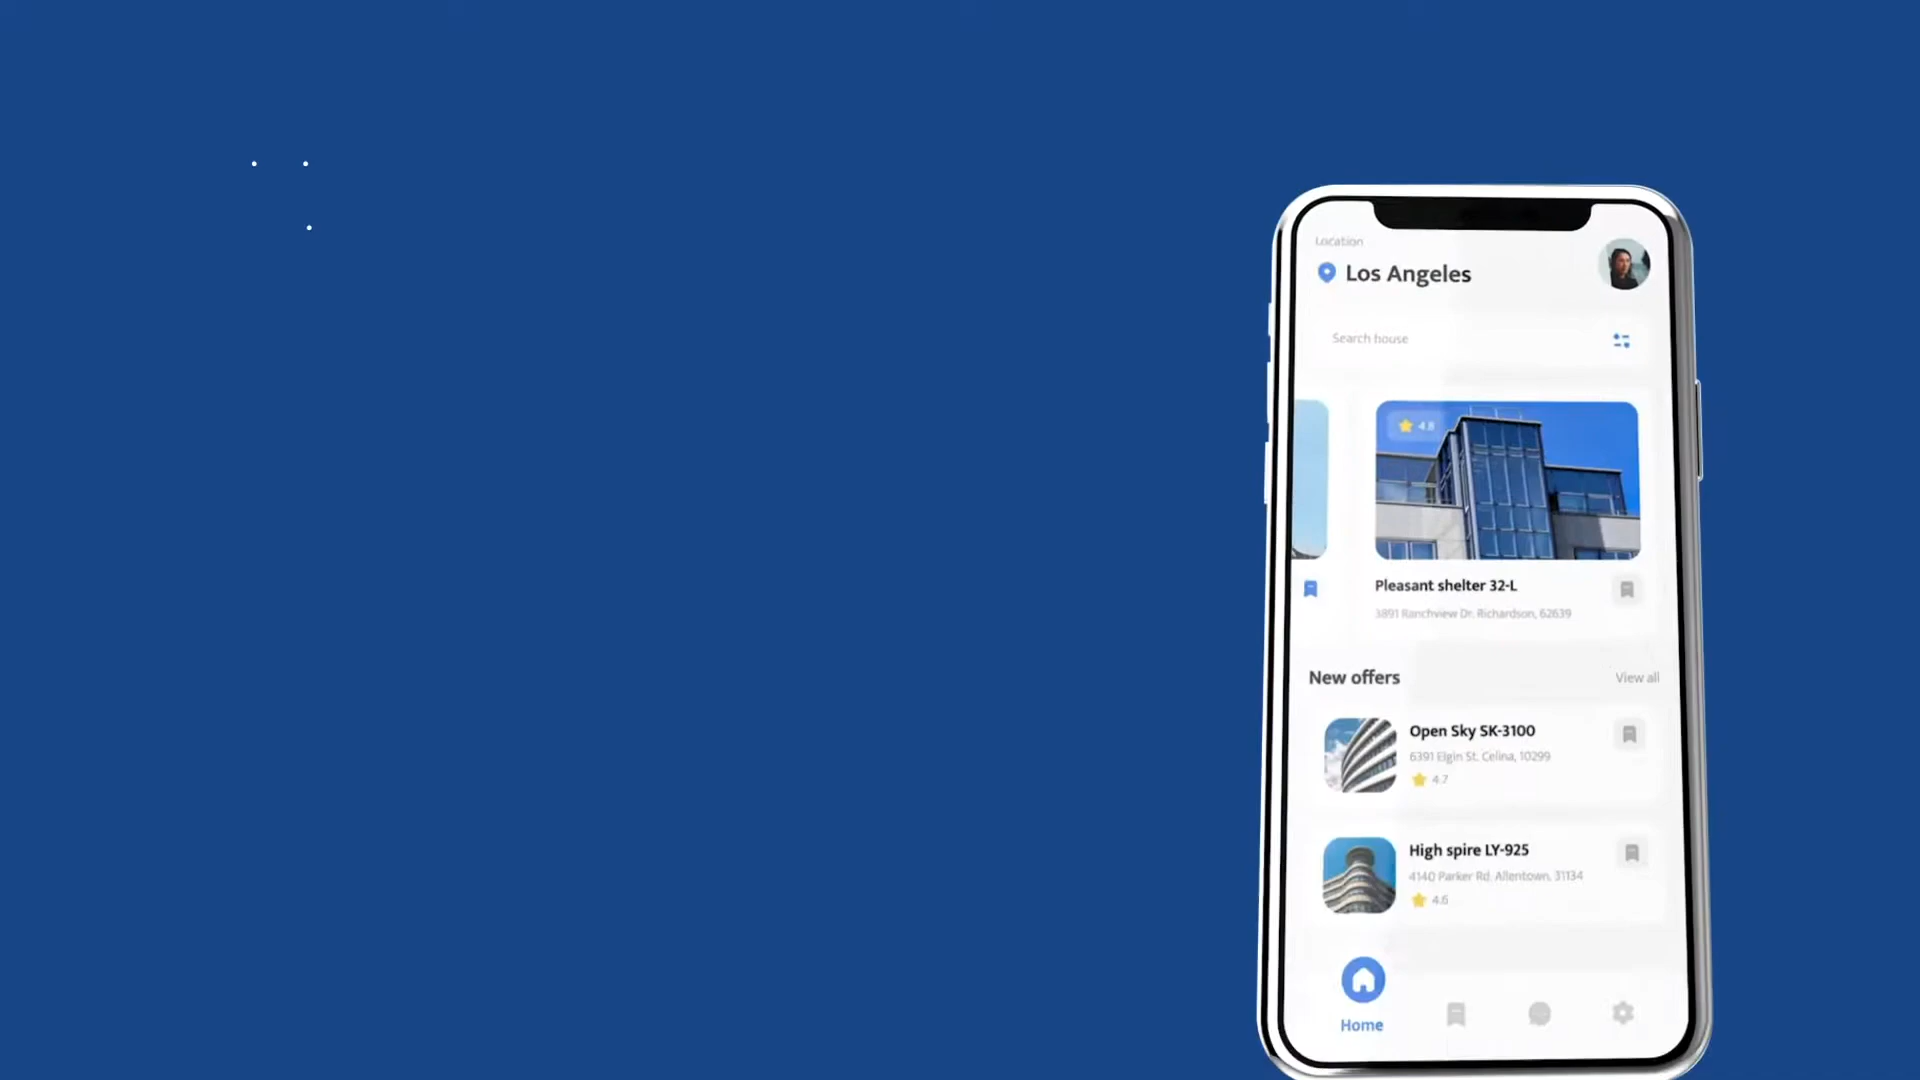 Location
Los Angeles
Search house
4.8
Pleasant shelter 32-L
3891 Ranchview Dr. Richardson, 62639
New offers
View all
Open Sky SK-3100
6391 Elgin St. Celina, 10299
4.7
High spire LY-925
4140 Parker Rd. Allentown, 31134
4.6
Home